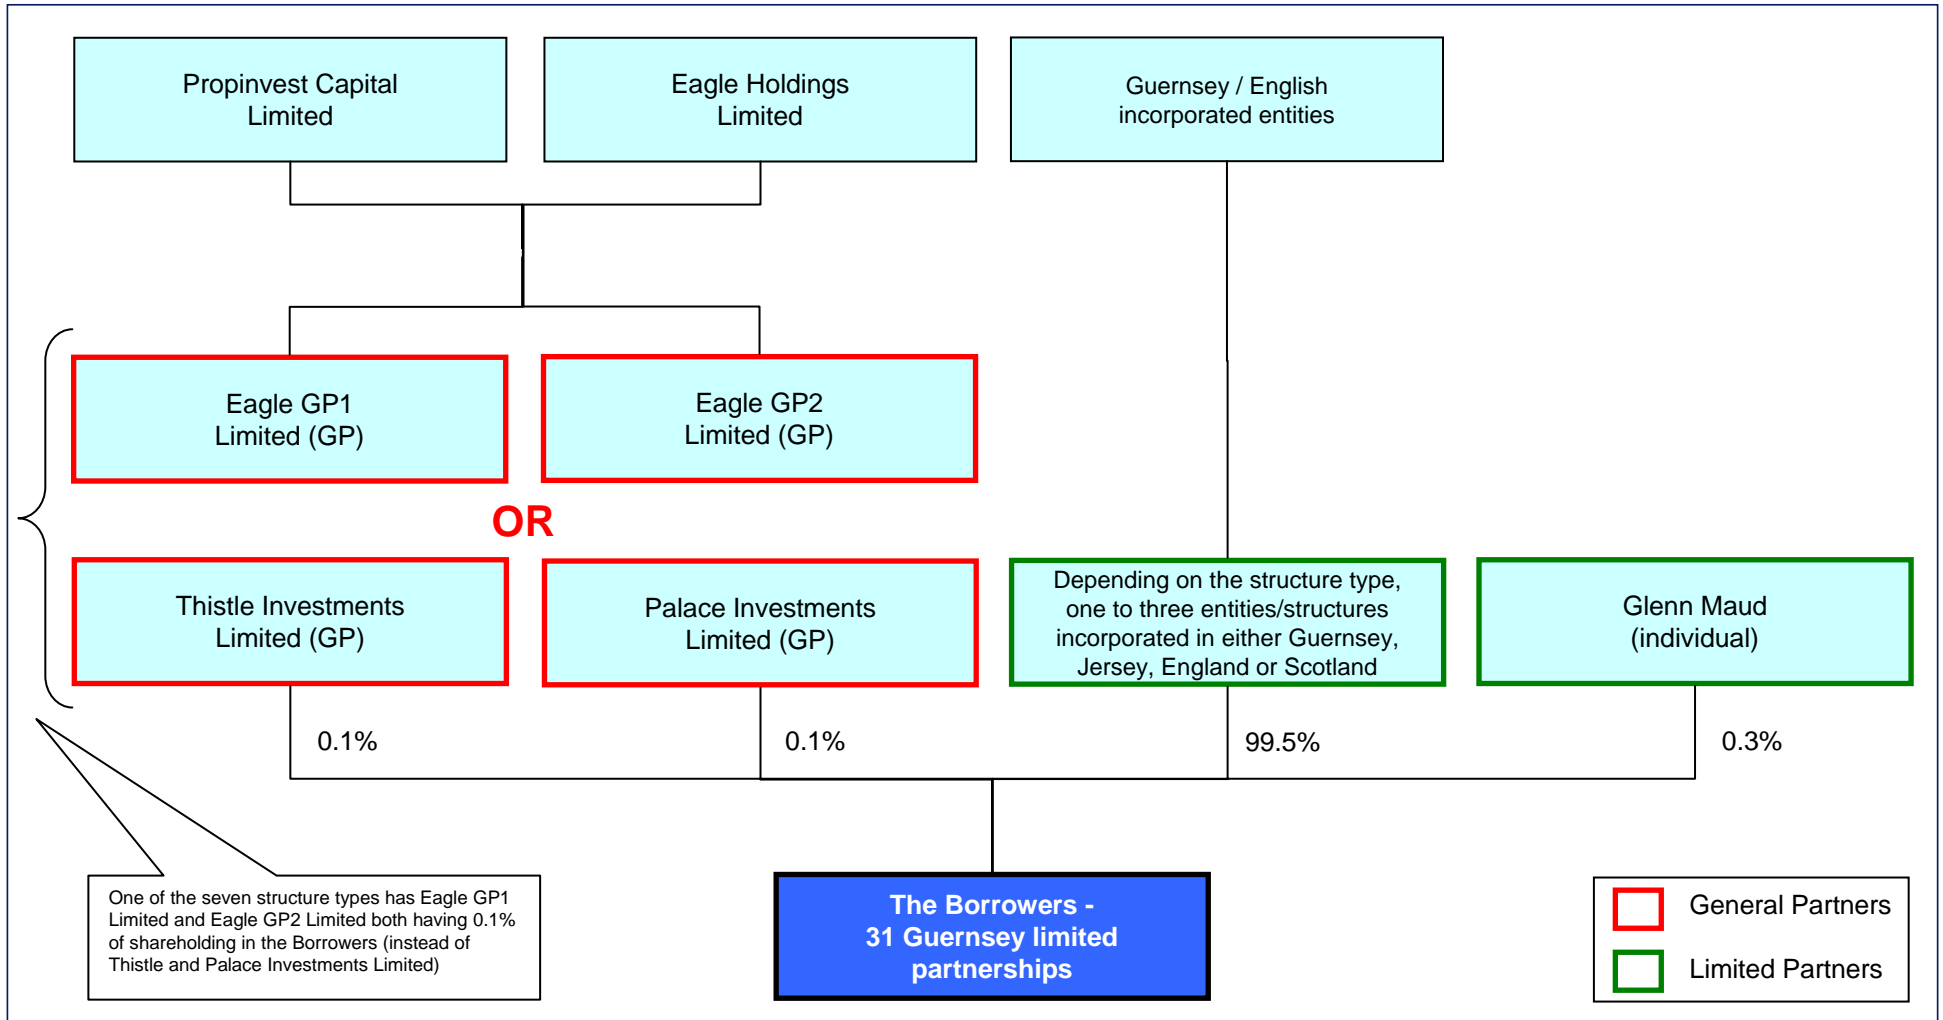 Propinvest Capital
Limited
Eagle Holdings
Limited
Guernsey / English
incorporated entities
Eagle GP1
Limited (GP)
Eagle GP2
Limited (GP)
OR
Thistle Investments
Limited (GP)
Palace Investments
Limited (GP)
Depending on the structure type,
one to three entities/structures
incorporated in either Guernsey,
Jersey, England or Scotland
Glenn Maud
(individual)
0.1%
0.1%
99.5%
0.3%
One of the seven structure types has Eagle GP1
Limited and Eagle GP2 Limited both having 0.1%
of shareholding in the Borrowers (instead of
Thistle and Palace Investments Limited)
The Borrowers -
31 Guernsey limited
partnerships
General Partners
Limited Partners